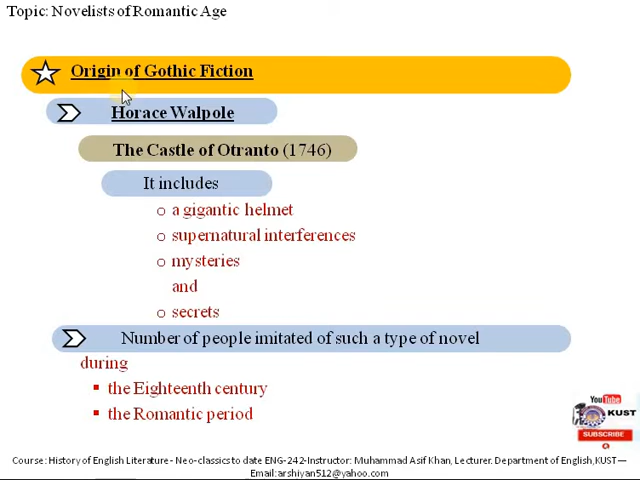 Topic: Novelists of Romantic Age
Origin of Gothic Fiction
Horace Walpole
The Castle of Otranto (1746)
It includes
a gigantic helmet
supernatural interferences
mysteries
and
secrets
Number of people imitated of such a type of novel
during
the Eighteenth century
the Romantic period
YouTube
KUST
SUBSCRIBE
Course: History of English Literature - Neo-classics to date ENG-242-Instructor: Muhammad Asif Khan, Lecturer. Department of English,KUST—
Email:arshiyan512@yahoo.com